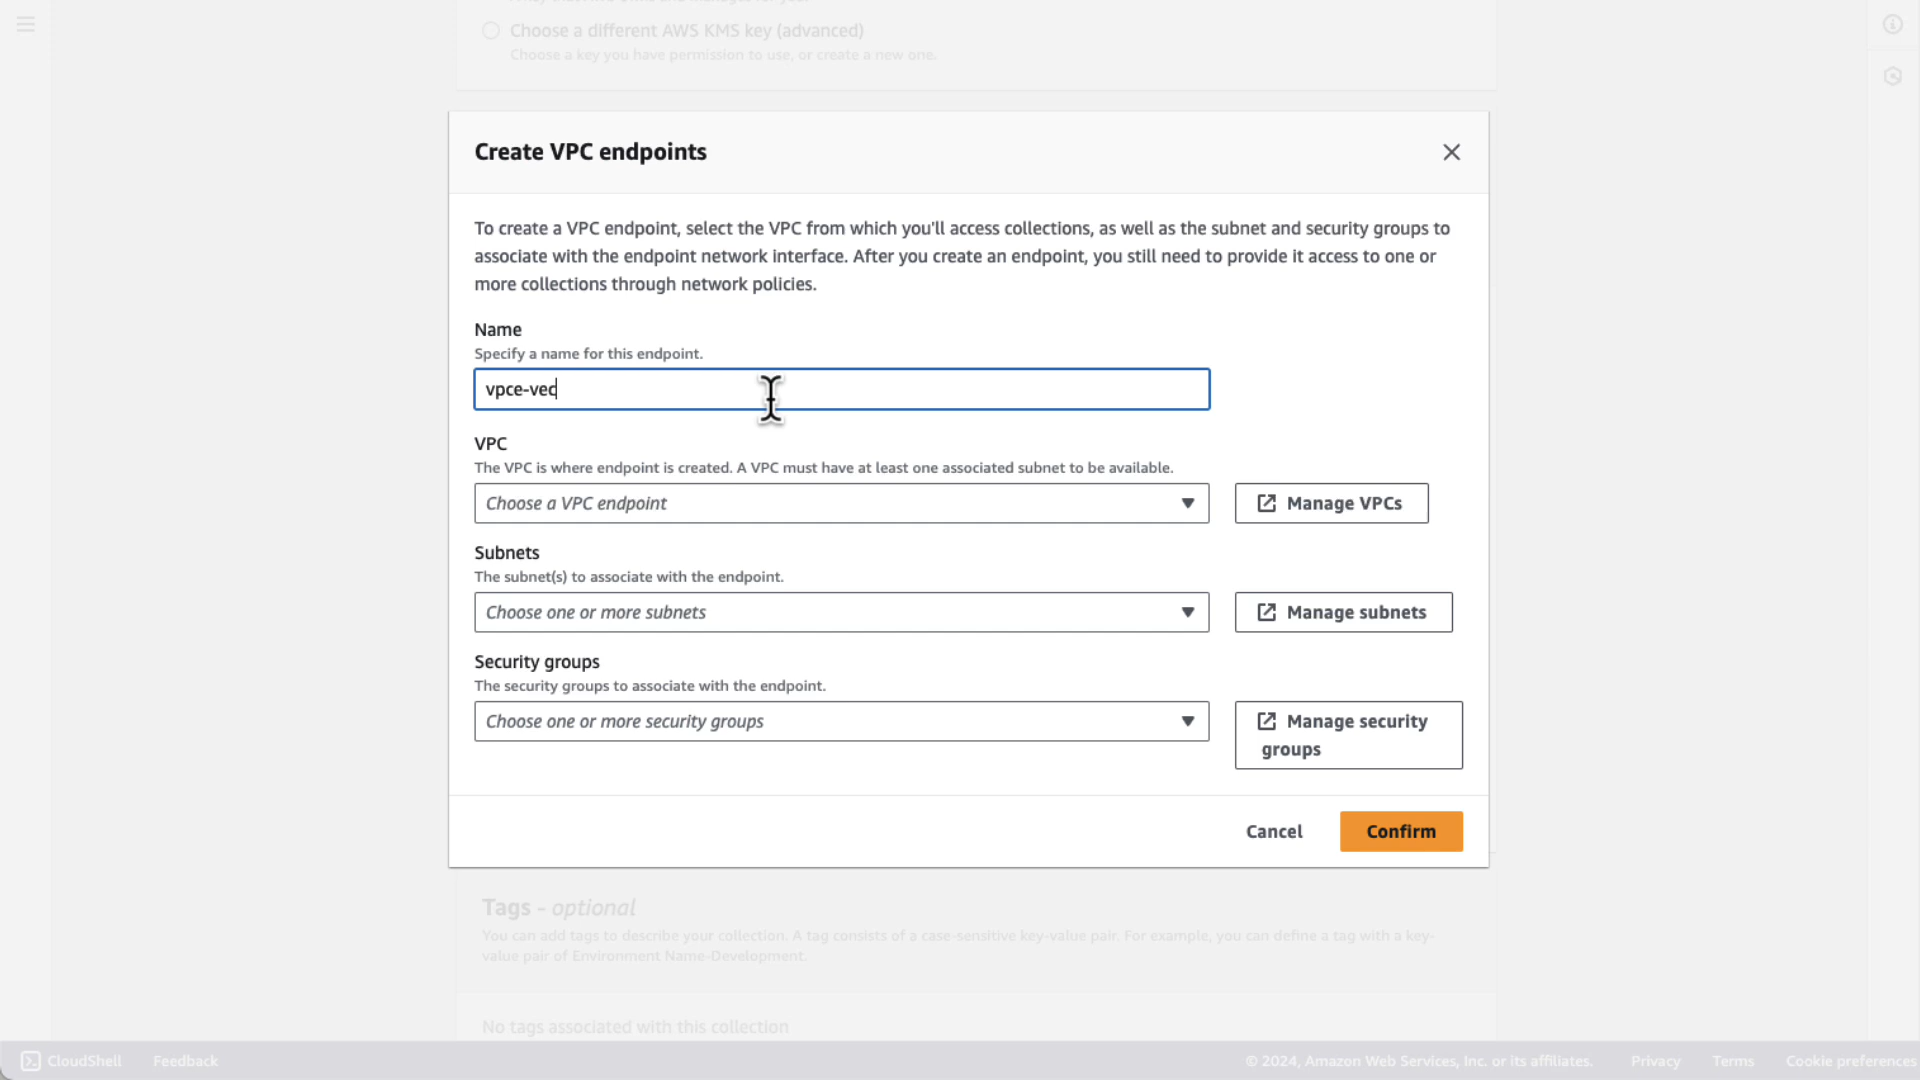 Choose a different AWS KMS key (advanced)
Choose a key you have permission to use, or create a new one.
Create VPC endpoints
To create a VPC endpoint, select the VPC from which you'll access collections, as well as the subnet and security groups to
associate with the endpoint network interface. After you create an endpoint, you still need to provide it access to one or
more collections through network policies.
Name
Specify a name for this endpoint.
vpce-vec
VPC
The VPC is where endpoint is created. A VPC must have at least one associated subnet to be available.
Choose a VPC endpoint
Manage VPCs
Subnets
The subnet(s) to associate with the endpoint.
Choose one or more subnets
Manage subnets
Security groups
The security groups to associate with the endpoint.
Choose one or more security groups
Manage security
groups
Cancel
Confirm
Tags - optional
You can add tags to describe your collection. A tag consists of a case-sensitive key-value pair. For example, you can define a tag with a key-
value pair of Environment Name-Development.
No tags associated with this collection
CloudShell
Feedback
© 2024, Amazon Web Services, Inc. or its affiliates.
Privacy
Terms
Cookie preferences